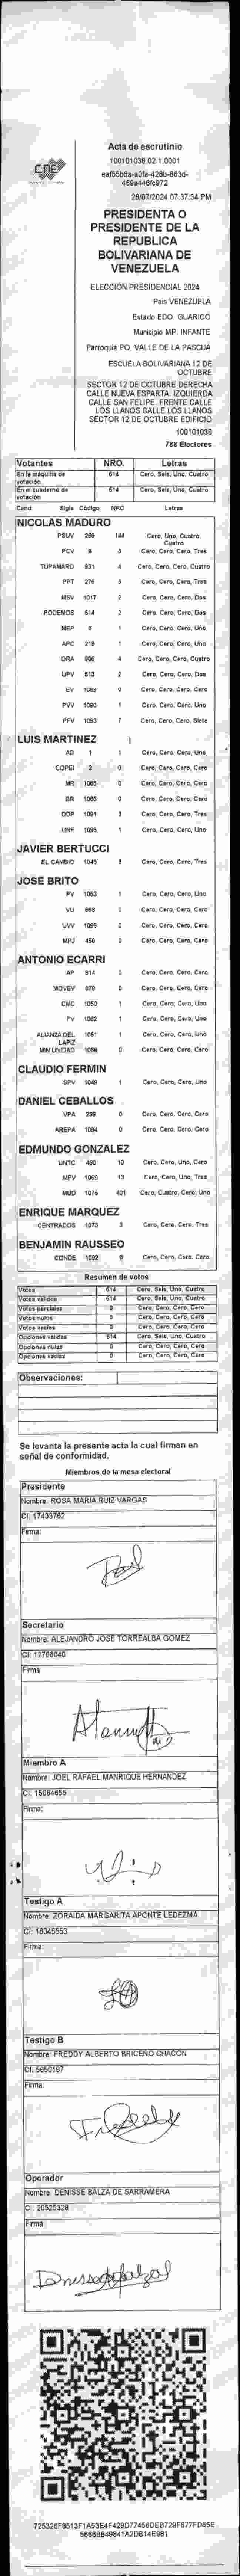 CNE
Acta de escrutinio
100101038.02.1.0001
28/07/2024 07:37:34 PM
PRESIDENTA O
PRESIDENTE DE LA
REPUBLICA
BOLIVARIANA DE
VENEZUELA
ELECCIÓN PRESIDENCIAL 2024
País VENEZUELA
Estado EDO. GUARICO
Municipio MP. INFANTE
Parroquia PQ. VALLE DE LA PASCUA
ESCUELA BOLIVARIANA 12 DE
OCTUBRE
SECTOR 12 DE OCTUBRE DERECHA
CALLE NUEVA ESPARTA. IZQUIERDA
CALLE SAN FELIPE. FRENTE CALLE
LOS LLANOS CALLE LOS LLANOS
SECTOR 12 DE OCTUBRE EDIFICIO
100101038
788 Electores
Votantes NRO. Letras
En la máquina de votación 614 Cero, Seis, Uno, Cuatro
En el cuaderno de votación 614 Cero, Seis, Uno, Cuatro
Cand. Sigla Código NRO Letras
NICOLAS MADURO
PSUV 269 144 Cero, Uno, Cuatro, Cuatro
PCV 9 3 Cero, Cero, Cero, Tres
TUPAMARO 931 4 Cero, Cero, Cero, Cuatro
PPT 276 3 Cero, Cero, Cero, Tres
MSV 1017 2 Cero, Cero, Cero, Dos
PODEMOS 514 2 Cero, Cero, Cero, Dos
MEP 6 1 Cero, Cero, Cero, Uno
APC 219 1 Cero, Cero, Cero, Uno
ORA 906 4 Cero, Cero, Cero, Cuatro
UPV 513 2 Cero, Cero, Cero, Dos
EV 1089 0 Cero, Cero, Cero, Cero
PVV 1090 1 Cero, Cero, Cero, Uno
PFV 1093 7 Cero, Cero, Cero, Siete
LUIS MARTINEZ
AD 1 1 Cero, Cero, Cero, Uno
COPEI 2 0 Cero, Cero, Cero, Cero
MR 1065 0 Cero, Cero, Cero, Cero
BR 1066 0 Cero, Cero, Cero, Cero
DDP 1091 3 Cero, Cero, Cero, Tres
UNE 1095 1 Cero, Cero, Cero, Uno
JAVIER BERTUCCI
EL CAMBIO 1048 3 Cero, Cero, Cero, Tres
JOSE BRITO
PV 1053 1 Cero, Cero, Cero, Uno
VU 668 0 Cero, Cero, Cero, Cero
UVV 1096 0 Cero, Cero, Cero, Cero
MPJ 458 0 Cero, Cero, Cero, Cero
ANTONIO ECARRI
AP 914 0 Cero, Cero, Cero, Cero
MOVEV 676 0 Cero, Cero, Cero, Cero
CMC 1050 1 Cero, Cero, Cero, Uno
FV 1062 1 Cero, Cero, Cero, Uno
ALIANZA DEL LAPIZ 1051 1 Cero, Cero, Cero, Uno
MIN UNIDAD 1088 0 Cero, Cero, Cero, Cero
CLAUDIO FERMIN
SPV 1049 1 Cero, Cero, Cero, Uno
DANIEL CEBALLOS
VPA 0 Cero, Cero, Cero, Cero
AREPA 1094 0 Cero, Cero, Cero, Cero
EDMUNDO GONZALEZ
UNTC 10 Cero, Cero, Uno, Cero
MPV 1069 13 Cero, Cero, Uno, Tres
MUD 1076 401 Cero, Cuatro, Cero, Uno
ENRIQUE MARQUEZ
CENTRADOS 1073 3 Cero, Cero, Cero, Tres
BENJAMIN RAUSSEO
CONDE 1092 0 Cero, Cero, Cero, Cero
Resumen de votos
Votos 614 Cero, Seis, Uno, Cuatro
Votos válidos 614 Cero, Seis, Uno, Cuatro
Votos parciales 0 Cero, Cero, Cero, Cero
Votos nulos 0 Cero, Cero, Cero, Cero
Votos vacíos 0 Cero, Cero, Cero, Cero
Opciones válidas 614 Cero, Seis, Uno, Cuatro
Opciones nulas 0 Cero, Cero, Cero, Cero
Opciones vacías 0 Cero, Cero, Cero, Cero
Observaciones:
Se levanta la presente acta la cual firman en
señal de conformidad.
Miembros de la mesa electoral
Presidente
Nombre: ROSA MARIA RUIZ VARGAS
CI: 17433762
Firma:
Secretario
Nombre: ALEJANDRO JOSE TORREALBA GOMEZ
CI: 12766040
Firma:
Miembro A
Nombre: JOEL RAFAEL MANRIQUE HERNANDEZ
CI: 15084655
Firma:
Testigo A
Nombre: ZORAIDA MARGARITA APONTE LEDEZMA
CI: 16045553
Firma:
Testigo B
Nombre: FREDDY ALBERTO BRICENO CHACON
CI: 5650187
Firma:
Operador
Nombre: DENISSE BALZA DE SARRAMERA
CI: 20525328
Firma: